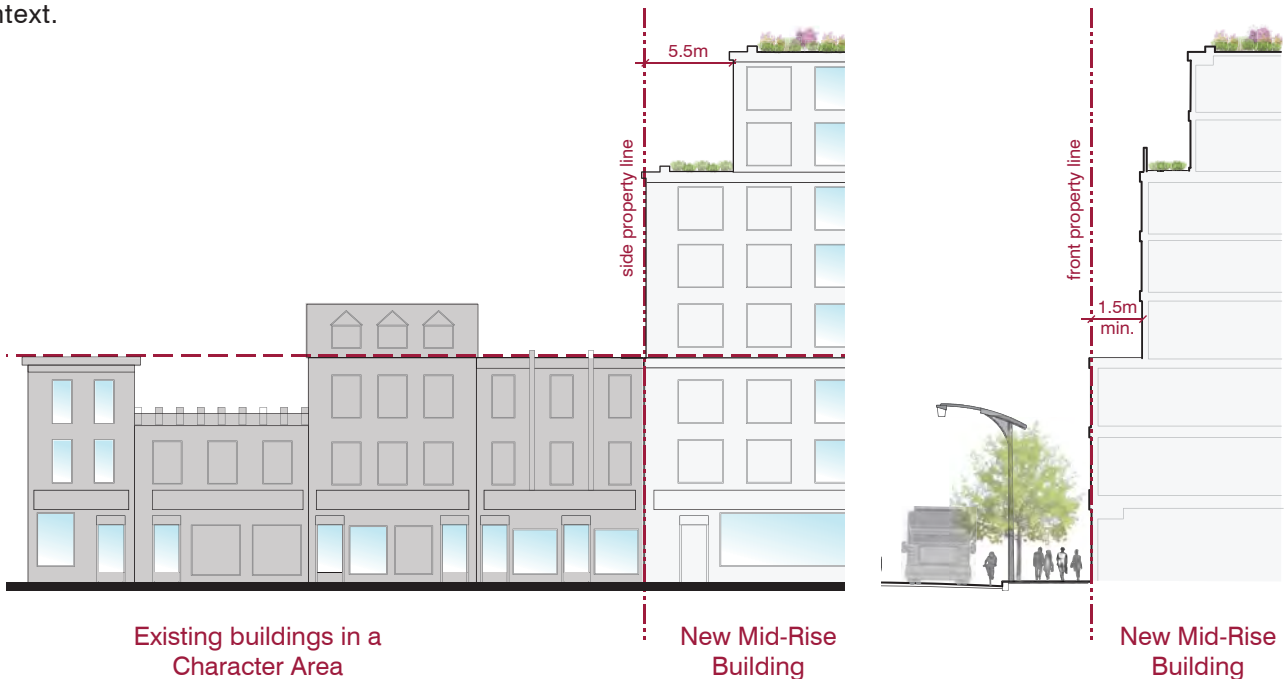 ntext.
5.5m
side property line
front property line
1.5m
min.
Existing buildings in a
Character Area
New Mid-Rise
Building
New Mid-Rise
Building